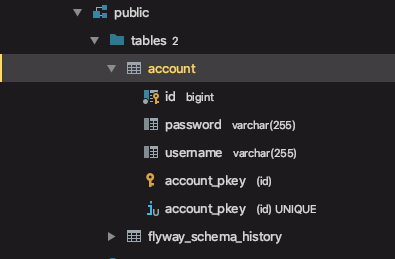 public
tables 2
account
id bigint
password varchar(255)
username varchar(255)
account_pkey (id)
account_pkey (id) UNIQUE
flyway_schema_history